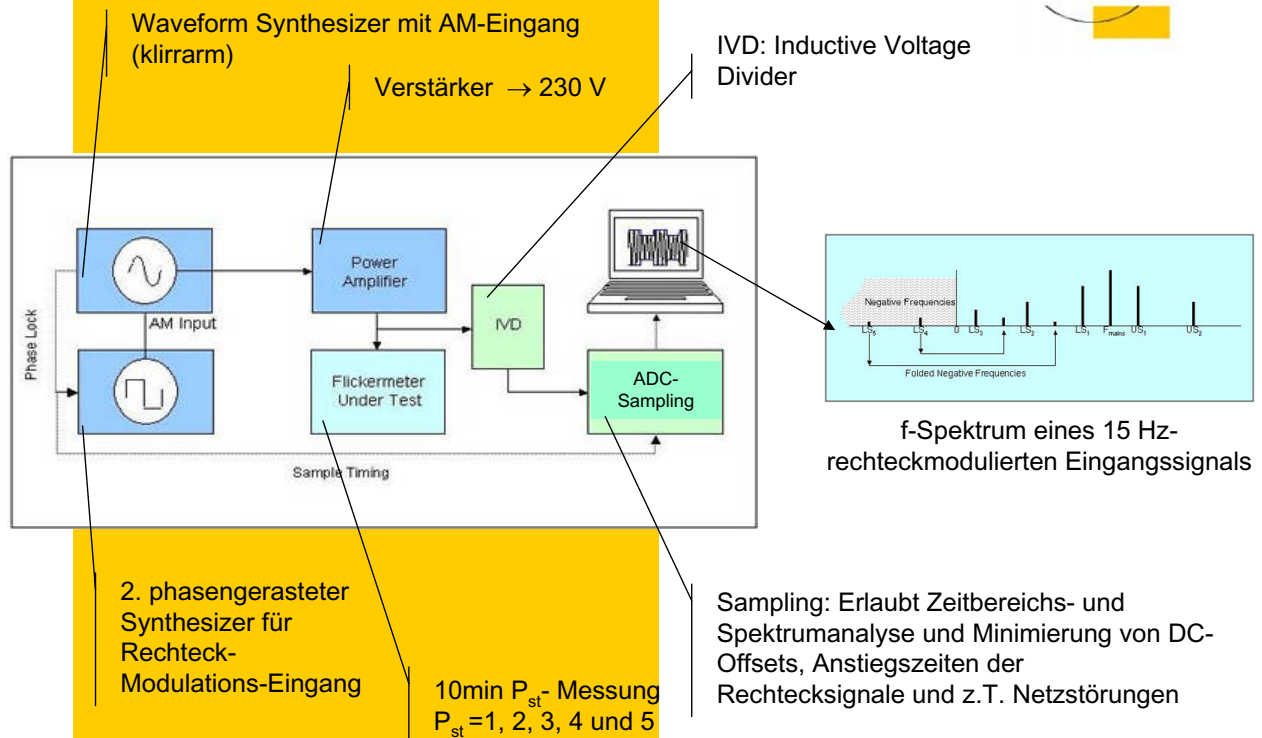 Waveform Synthesizer mit AM-Eingang
(klirrarm)
Verstärker → 230 V
IVD: Inductive Voltage
Divider
Phase Lock
AM Input
Power
Amplifier
IVD
Flickermeter
Under Test
ADC-
Sampling
Sample Timing
Negative Frequencies
LS5 LS4 0 LS3 LS2 LS1 Fmains US1 US2
Folded Negative Frequencies
f-Spektrum eines 15 Hz-
rechteckmodulierten Eingangssignals
2. phasengerasteter
Synthesizer für
Rechteck-
Modulations-Eingang
10min Pst- Messung
Pst =1, 2, 3, 4 und 5
Sampling: Erlaubt Zeitbereichs- und
Spektrumanalyse und Minimierung von DC-
Offsets, Anstiegszeiten der
Rechtecksignale und z.T. Netzstörungen